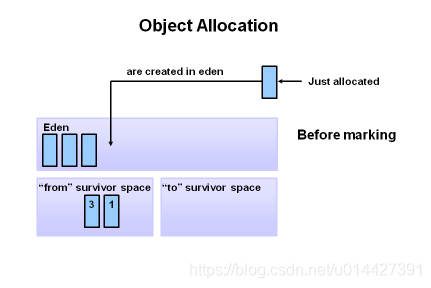 Object Allocation
are created in eden
Just allocated
Eden
Before marking
“from” survivor space
“to” survivor space
3 1
https://blog.csdn.net/u014427391